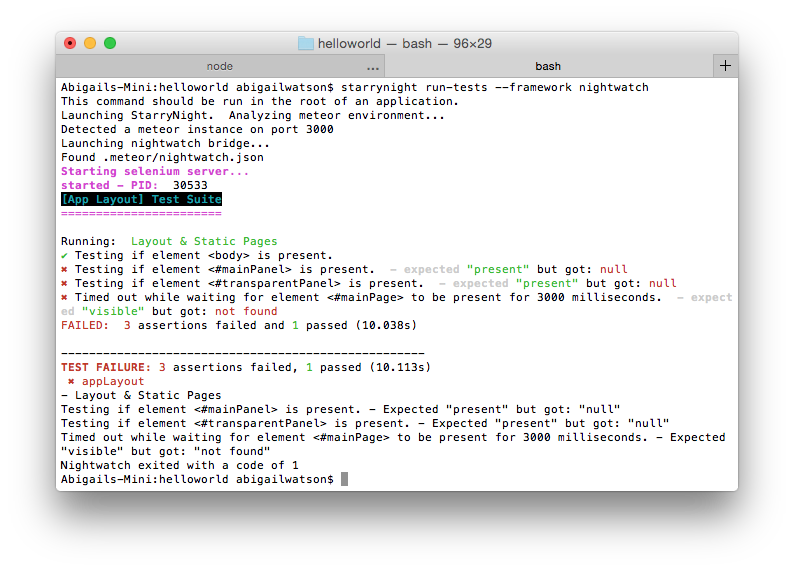 helloworld — bash — 96×29
node ... bash +
Abigails-Mini:helloworld abigailwatson$ starrynight run-tests --framework nightwatch
This command should be run in the root of an application.
Launching StarryNight.  Analyzing meteor environment...
Detected a meteor instance on port 3000
Launching nightwatch bridge...
Found .meteor/nightwatch.json
Starting selenium server...
started - PID:  30533
[App Layout] Test Suite
=======================
Running:  Layout & Static Pages
✔ Testing if element <body> is present.
✖ Testing if element <#mainPanel> is present.  - expected "present" but got: null
✖ Testing if element <#transparentPanel> is present.  - expected "present" but got: null
✖ Timed out while waiting for element <#mainPage> to be present for 3000 milliseconds.  - expect
ed "visible" but got: not found
FAILED:  3 assertions failed and 1 passed (10.038s)
----------------------------------------------------
TEST FAILURE: 3 assertions failed, 1 passed (10.113s)
✖ appLayout
- Layout & Static Pages
Testing if element <#mainPanel> is present. - Expected "present" but got: "null"
Testing if element <#transparentPanel> is present. - Expected "present" but got: "null"
Timed out while waiting for element <#mainPage> to be present for 3000 milliseconds. - Expected
"visible" but got: "not found"
Nightwatch exited with a code of 1
Abigails-Mini:helloworld abigailwatson$